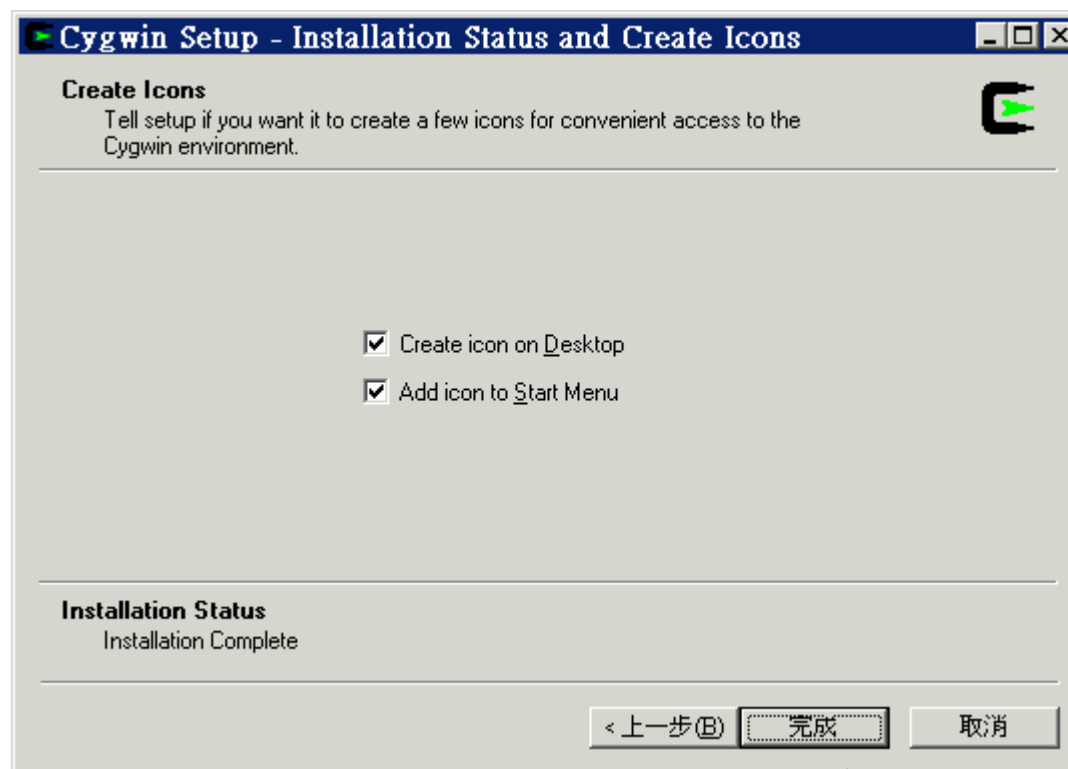 Cygwin Setup - Installation Status and Create Icons
Create Icons
Tell setup if you want it to create a few icons for convenient access to the
Cygwin environment.
Create icon on Desktop
Add icon to Start Menu
Installation Status
Installation Complete
<上一步(B) 完成 取消